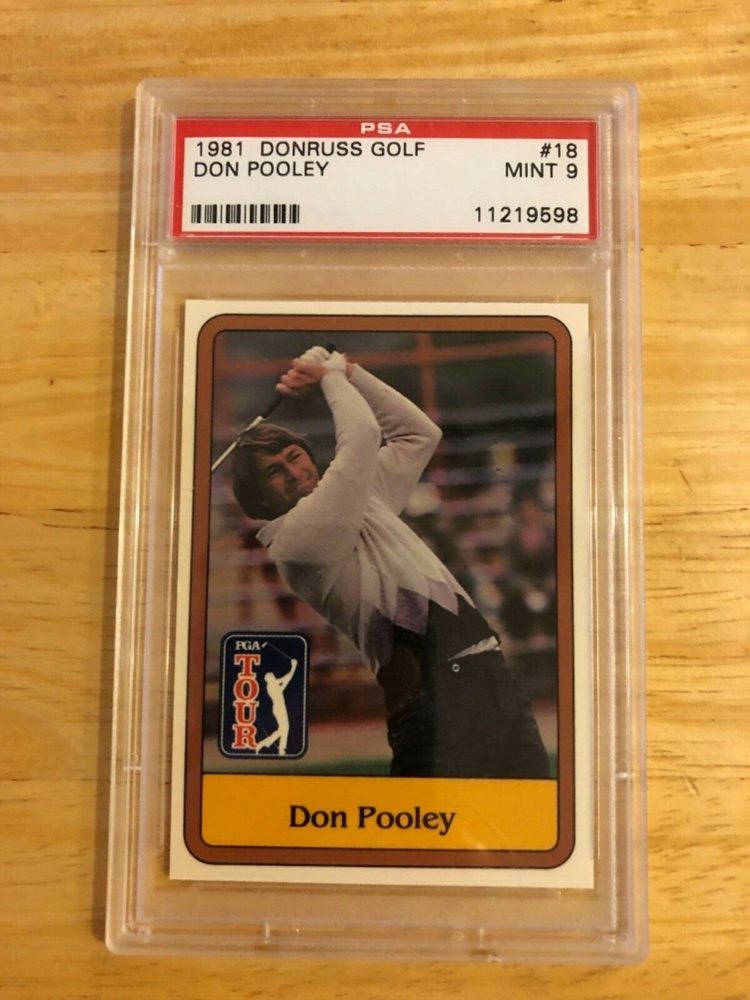 PSA
1981 DONRUSS GOLF #18
DON POOLEY MINT 9
11219598
PGA
TOUR
Don Pooley